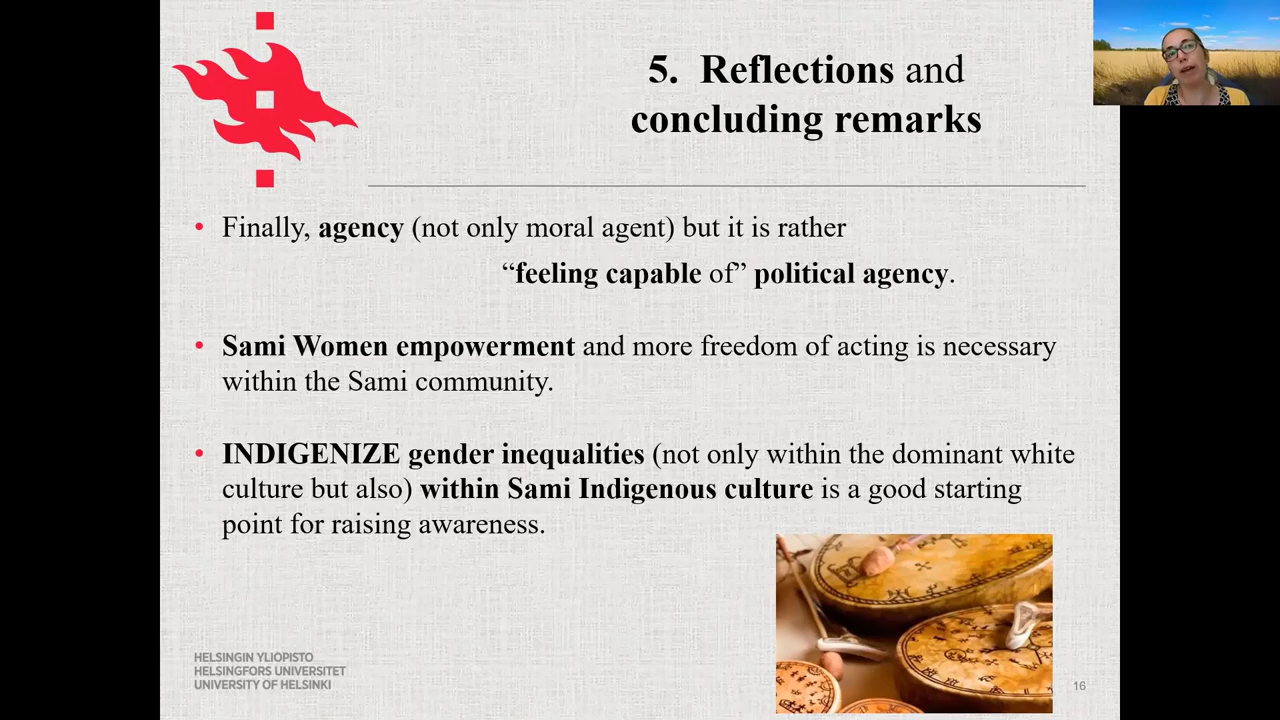 5. Reflections and
concluding remarks
• Finally, agency (not only moral agent) but it is rather
“feeling capable of” political agency.
• Sami Women empowerment and more freedom of acting is necessary
within the Sami community.
• INDIGENIZE gender inequalities (not only within the dominant white
culture but also) within Sami Indigenous culture is a good starting
point for raising awareness.
HELSINGIN YLIOPISTO
HELSINGFORS UNIVERSITET
UNIVERSITY OF HELSINKI
16